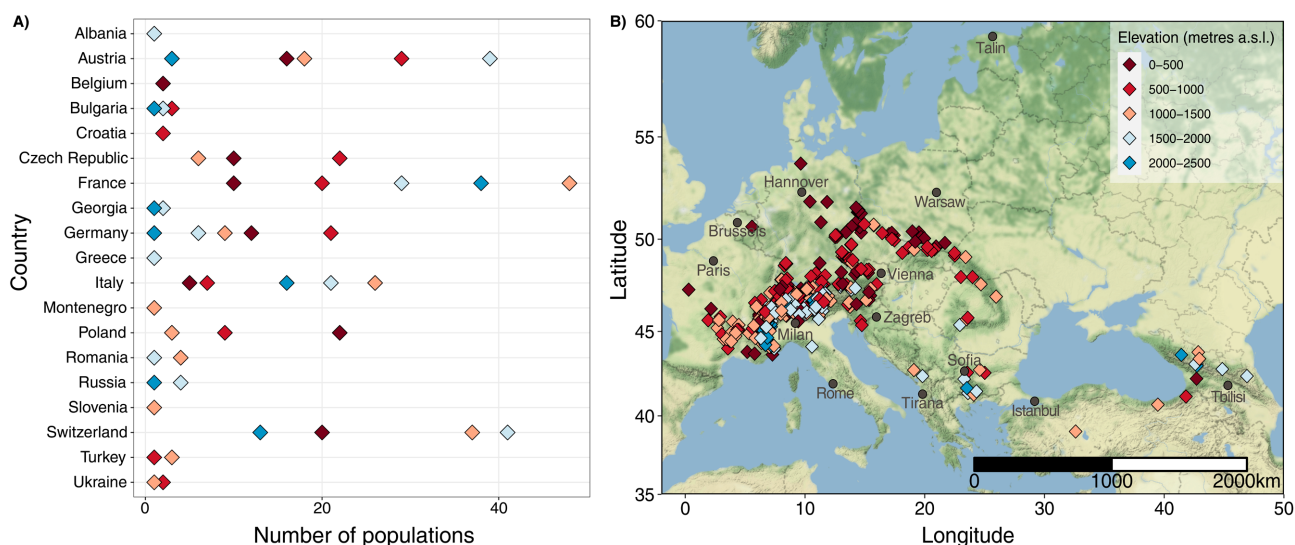 A)
Country
Albania
Austria
Belgium
Bulgaria
Croatia
Czech Republic
France
Georgia
Germany
Greece
Italy
Montenegro
Poland
Romania
Russia
Slovenia
Switzerland
Turkey
Ukraine
0 20 40
Number of populations
B)
Latitude
60
55
50
45
40
35
Elevation (metres a.s.l.)
0−500
500−1000
1000−1500
1500−2000
2000−2500
Talin
Hannover
Warsaw
Brussels
Paris
Vienna
Zagreb
Milan
Sofia
Rome
Tirana
Istanbul
Tbilisi
0 1000 2000km
0 10 20 30 40 50
Longitude